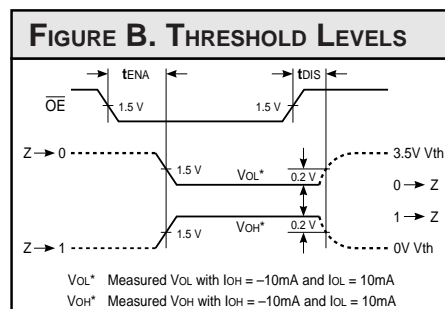 FIGURE B. THRESHOLD LEVELS
tENA tDIS
OE 1.5 V 1.5 V
Z 0 1.5 V VOL* 0.2 V 3.5V Vth
0 Z
1 Z
Z 1 1.5 V VOH* 0.2 V 0V Vth
VOL* Measured VOL with IOH = –10mA and IOL = 10mA
VOH* Measured VOH with IOH = –10mA and IOL = 10mA